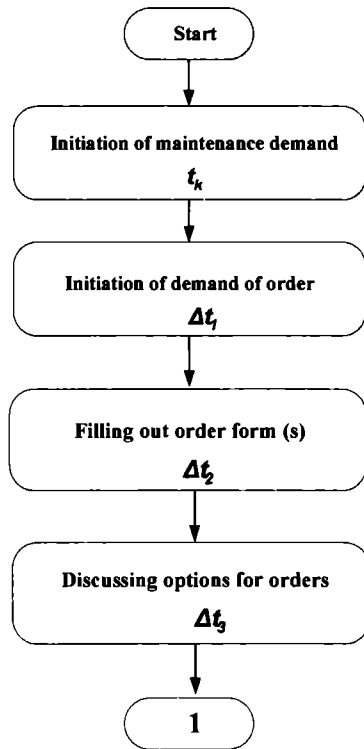 Start
Initiation of maintenance demand
tk
Initiation of demand of order
Δt1
Filling out order form (s)
Δt2
Discussing options for orders
Δt3
1